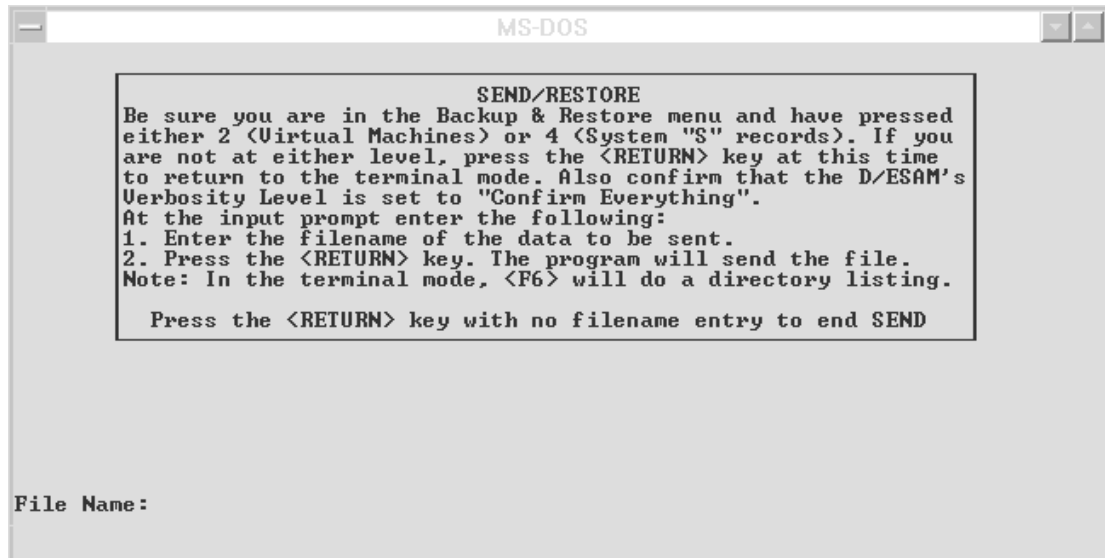 MS-DOS
SEND/RESTORE
Be sure you are in the Backup & Restore menu and have pressed
either 2 (Virtual Machines) or 4 (System "S" records). If you
are not at either level, press the <RETURN> key at this time
to return to the terminal mode. Also confirm that the D/ESAM's
Verbosity Level is set to "Confirm Everything".
At the input prompt enter the following:
1. Enter the filename of the data to be sent.
2. Press the <RETURN> key. The program will send the file.
Note: In the terminal mode, <F6> will do a directory listing.
Press the <RETURN> key with no filename entry to end SEND
File Name: